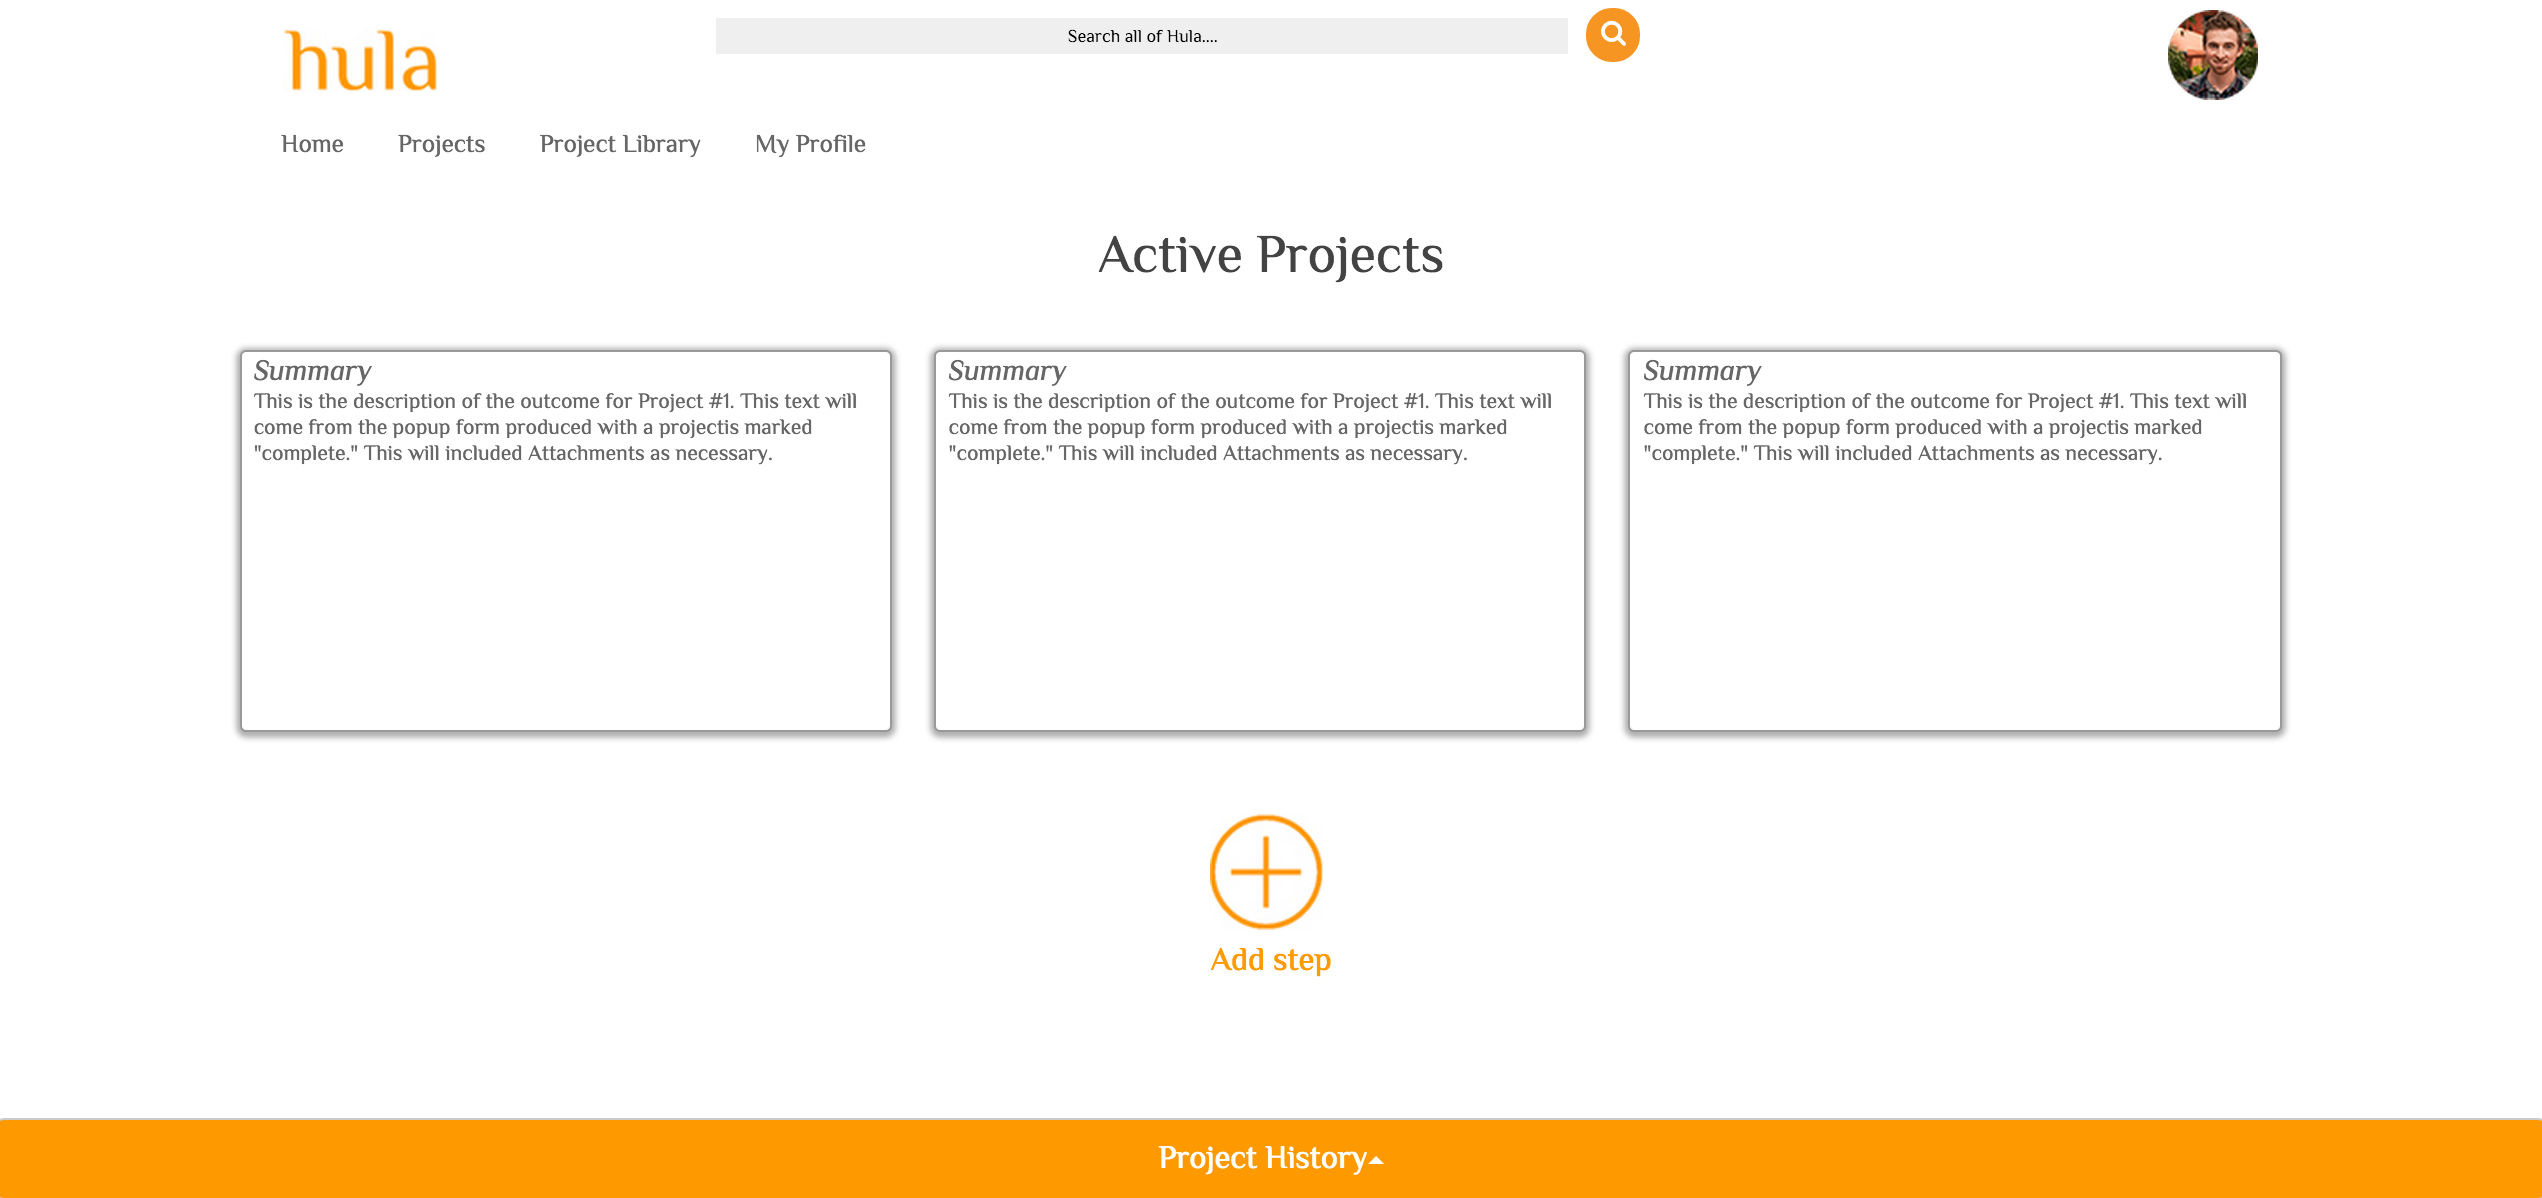 hula
Search all of Hula....
Home Projects Project Library My Profile
Active Projects
Summary
This is the description of the outcome for Project #1. This text will
come from the popup form produced with a projectis marked
"complete." This will included Attachments as necessary.
Summary
This is the description of the outcome for Project #1. This text will
come from the popup form produced with a projectis marked
"complete." This will included Attachments as necessary.
Summary
This is the description of the outcome for Project #1. This text will
come from the popup form produced with a projectis marked
"complete." This will included Attachments as necessary.
Add step
Project History